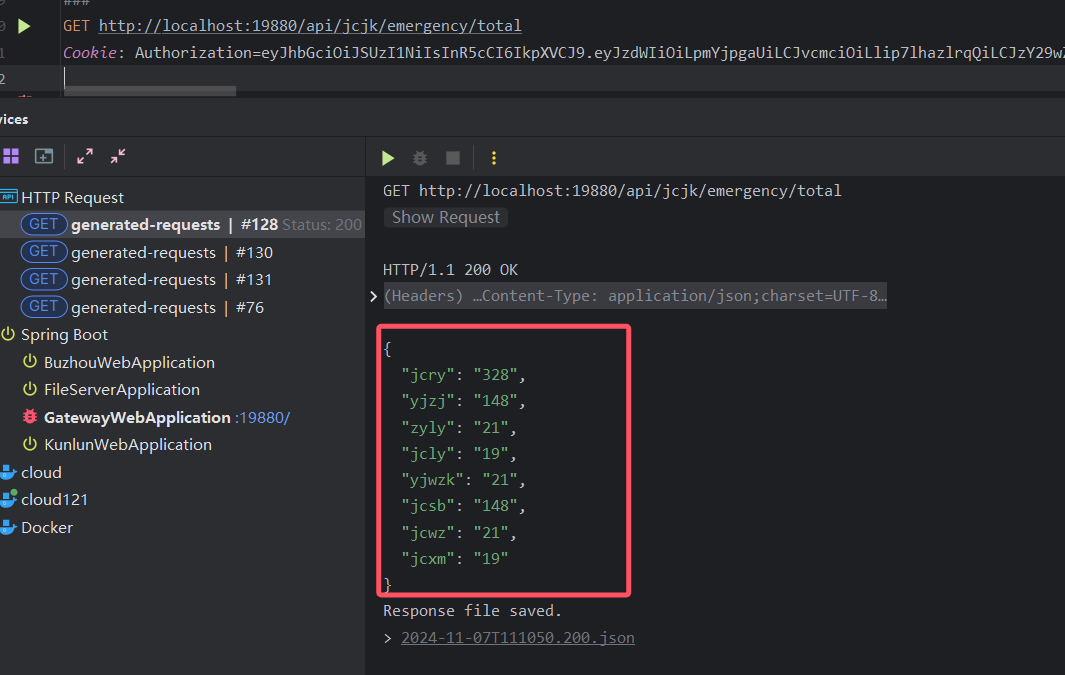 ###
GET http://localhost:19880/api/jcjk/emergency/total
Cookie: Authorization=eyJhbGciOiJSUzI1NiIsInR5cCI6IkpXVCJ9.eyJzdWIiOiLpmYjpgaUiLCJvcmciOiLlip7lhazlrqQiLCJzY29wZ
vices
HTTP Request
GET generated-requests | #128 Status: 200
GET generated-requests | #130
GET generated-requests | #131
GET generated-requests | #76
Spring Boot
BuzhouWebApplication
FileServerApplication
GatewayWebApplication :19880/
KunlunWebApplication
cloud
cloud121
Docker
GET http://localhost:19880/api/jcjk/emergency/total
Show Request
HTTP/1.1 200 OK
(Headers) …Content-Type: application/json;charset=UTF-8…
{
"jcry": "328",
"yjzj": "148",
"zyly": "21",
"jcly": "19",
"yjwzk": "21",
"jcsb": "148",
"jcwz": "21",
"jcxm": "19"
}
Response file saved.
> 2024-11-07T111050.200.json